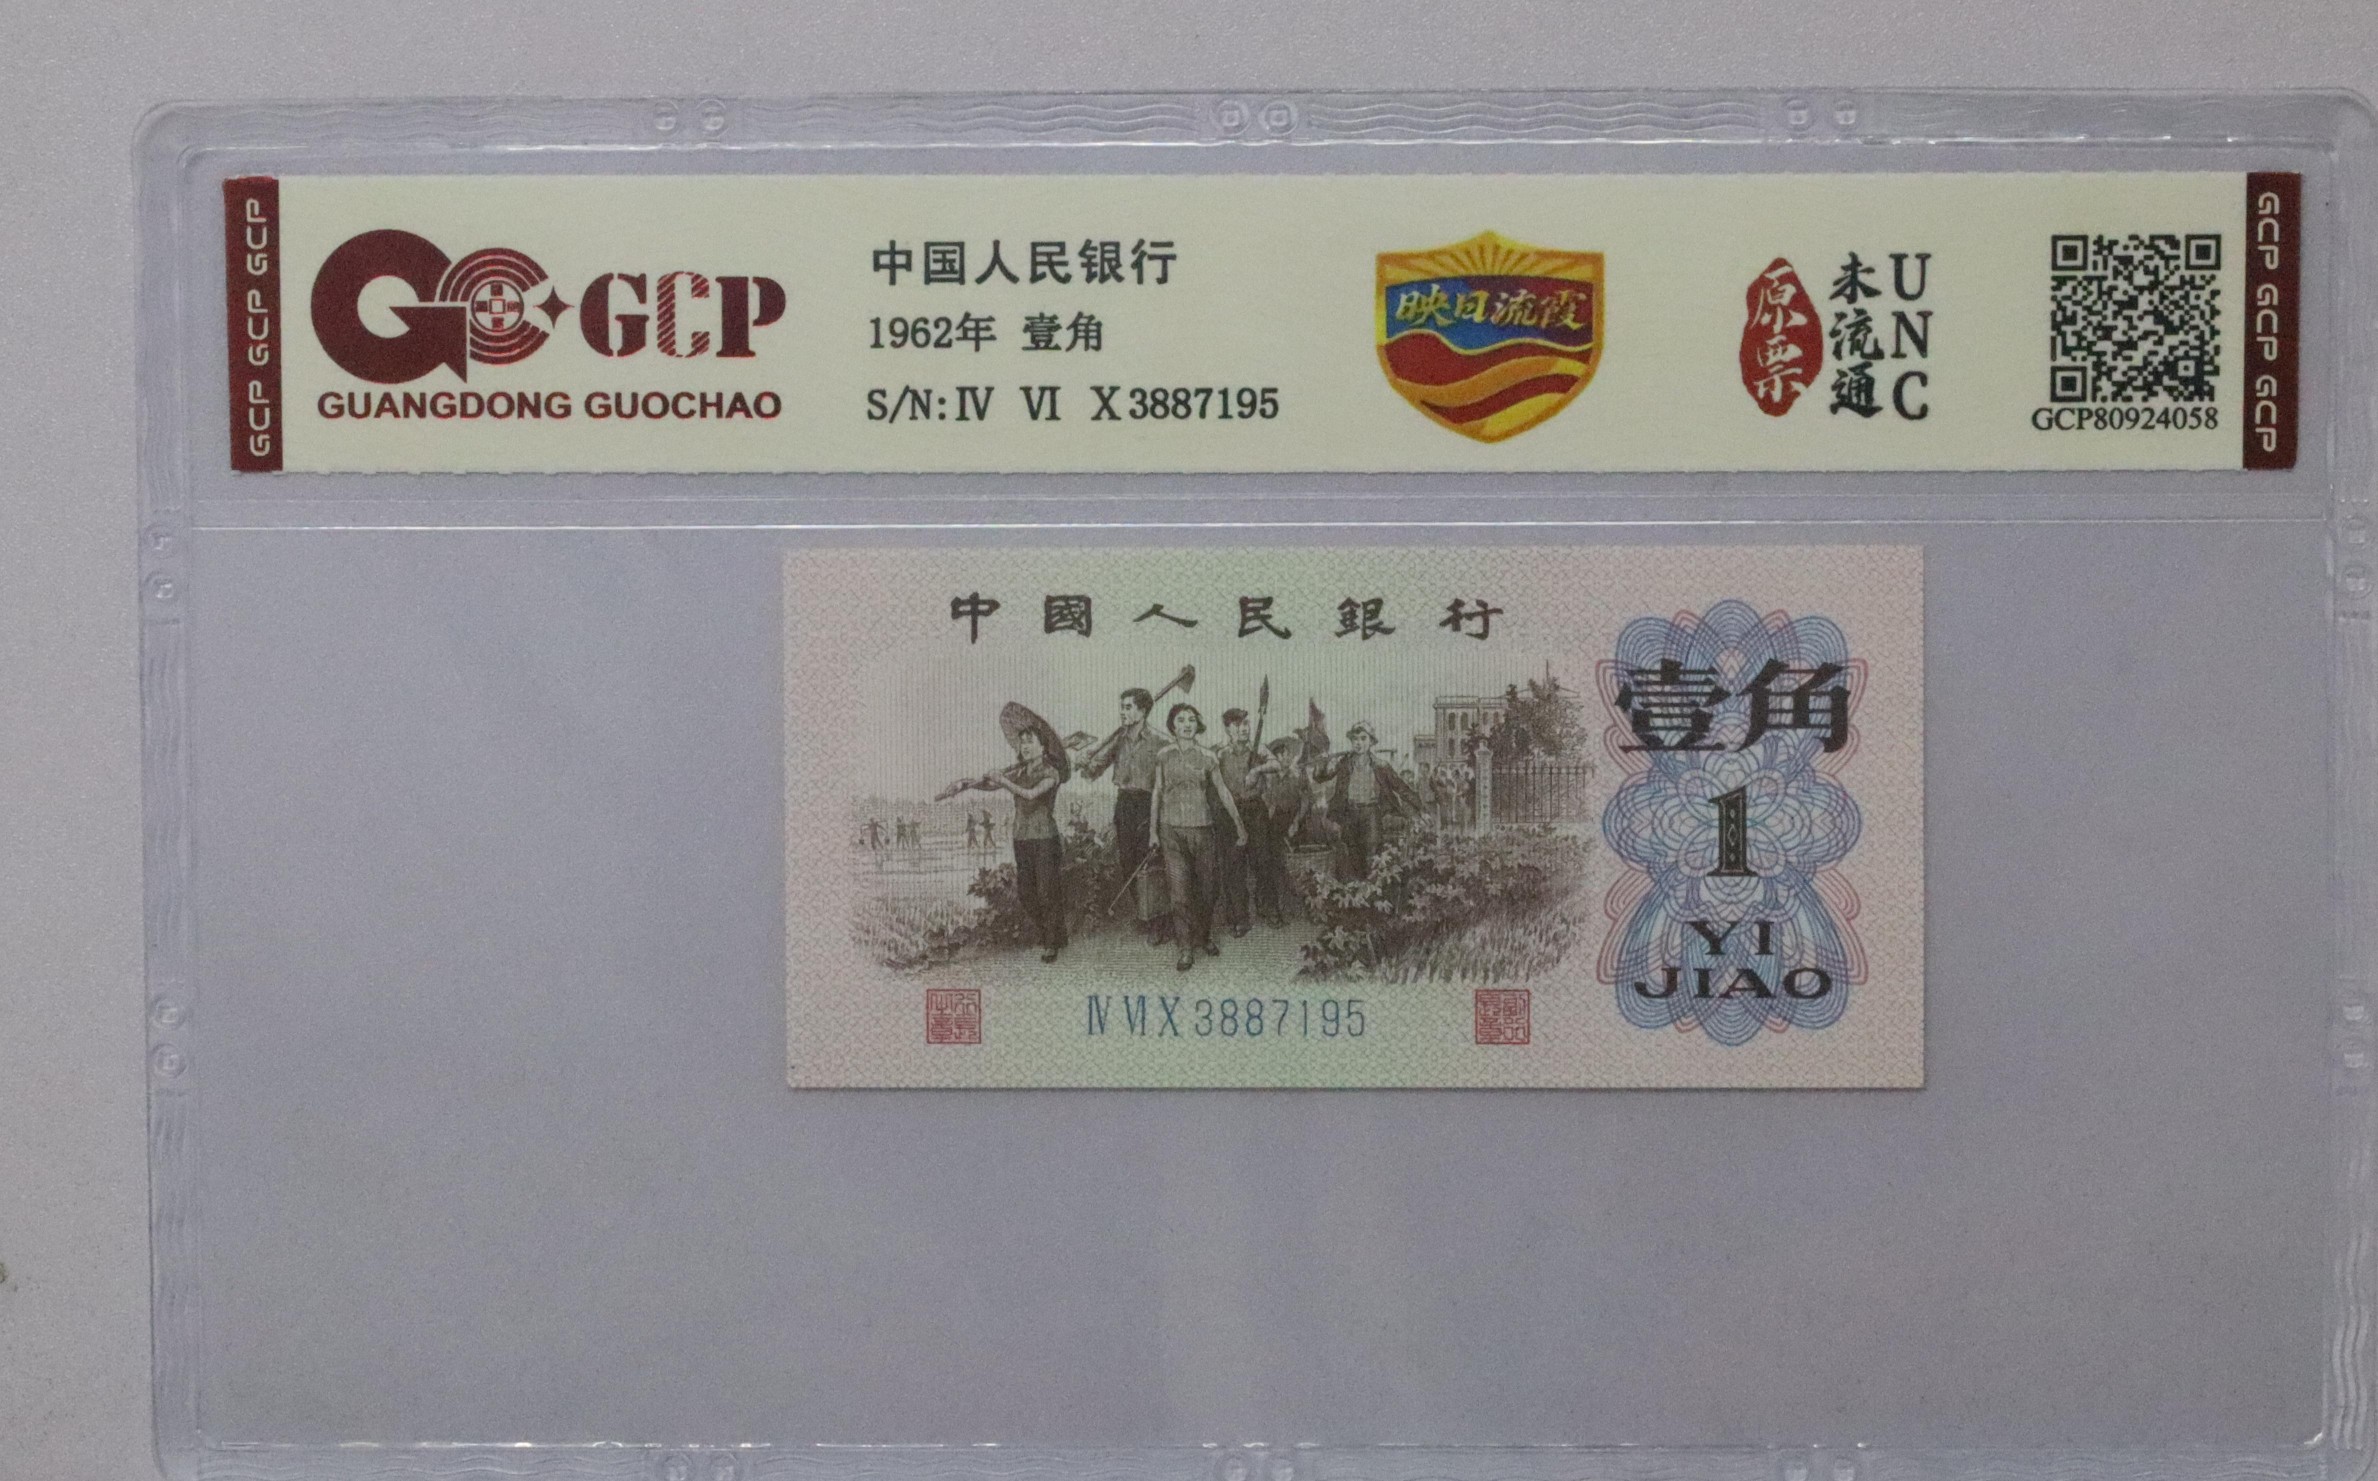 GCP GCP GCP
GCP
GUANGDONG GUOCHAO
中国人民银行
1962年 壹角
S/N:Ⅳ Ⅵ Ⅹ3887195
映日流霞
原票
未流通
UNC
GCP80924058
GCP GCP GCP
中國人民銀行
壹角
1
YI
JIAO
ⅣⅥⅩ3887195